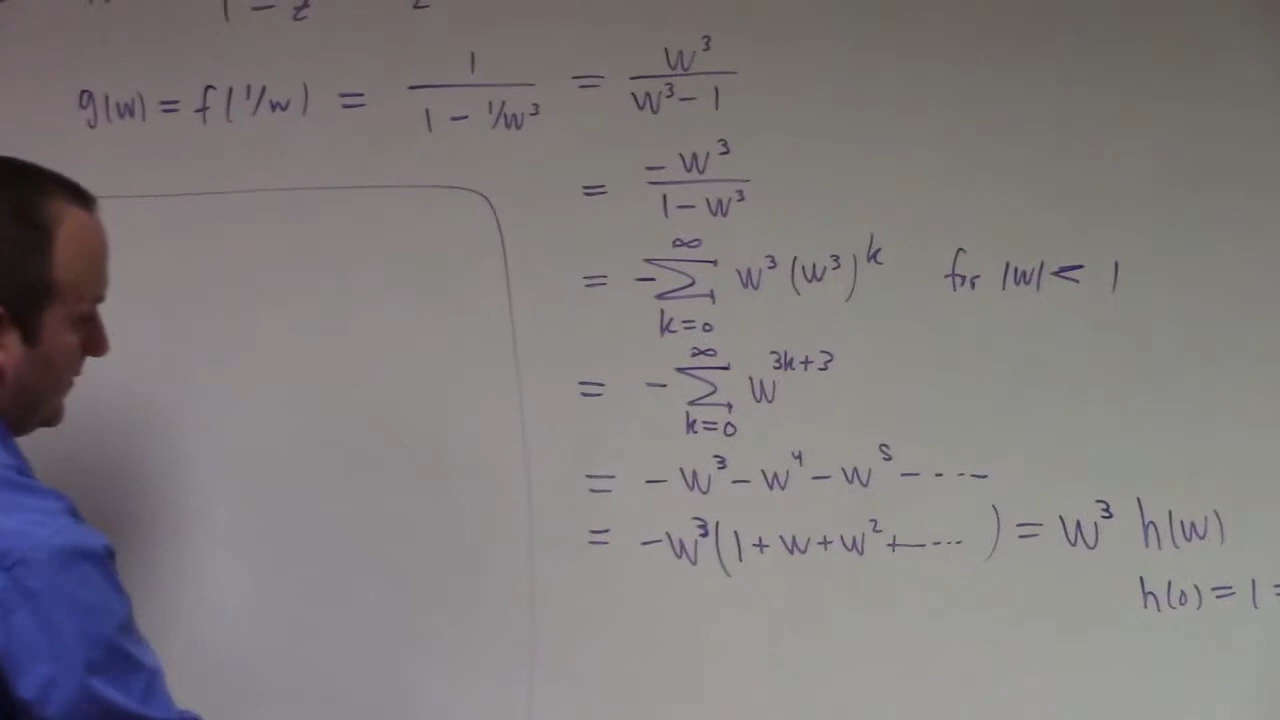 1 - z
g(w) = f(1/w) = 1 / (1 - 1/w³) = w³ / (w³ - 1)
= -w³ / (1 - w³)
= -∑_{k=0}^{∞} w³ (w³)^k for |w| < 1
= -∑_{k=0}^{∞} w^{3k+3}
= -w³ - w⁴ - w⁵ - ----
= -w³(1 + w + w² + ---- ) = w³ h(w)
h(0) = 1 =